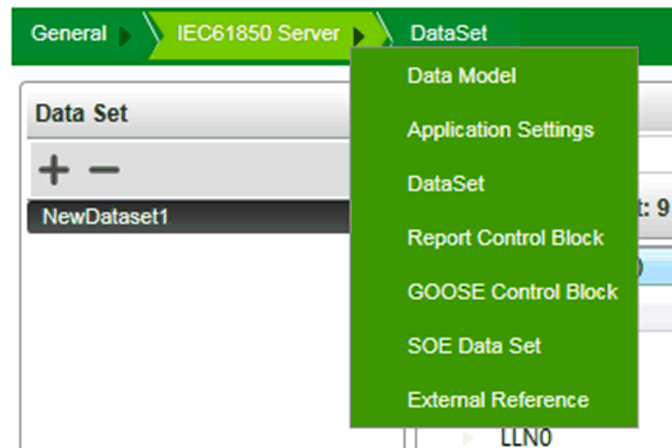 General IEC61850 Server DataSet
Data Model
Data Set
Application Settings
DataSet
NewDataset1
t: 9
Report Control Block
GOOSE Control Block
SOE Data Set
External Reference
LLN0